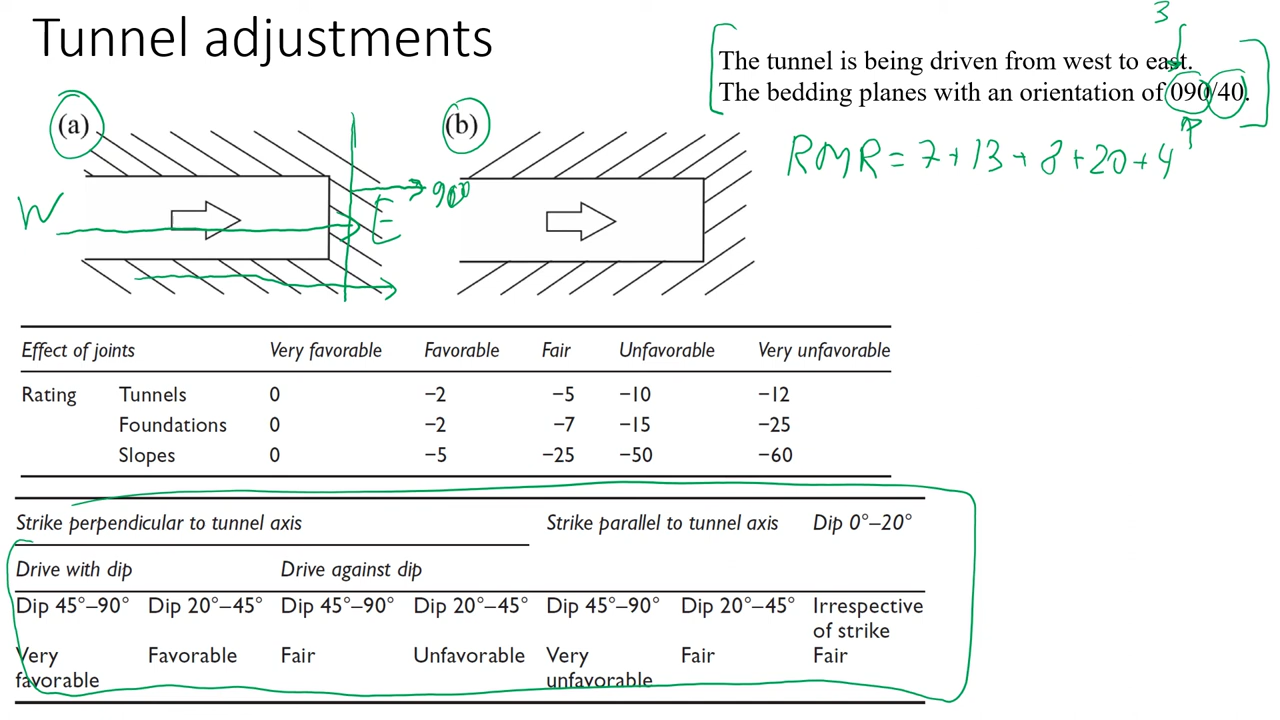 Tunnel adjustments
3
The tunnel is being driven from west to east.
The bedding planes with an orientation of 090/40.
(a)
(b)
RMR = 7+13+8+20+4
W
E
90°
Effect of joints Very favorable Favorable Fair Unfavorable Very unfavorable
Rating Tunnels 0 −2 −5 −10 −12
Foundations 0 −2 −7 −15 −25
Slopes 0 −5 −25 −50 −60
Strike perpendicular to tunnel axis Strike parallel to tunnel axis Dip 0°–20°
Drive with dip Drive against dip
Dip 45°–90° Dip 20°–45° Dip 45°–90° Dip 20°–45° Dip 45°–90° Dip 20°–45° Irrespective
of strike
Very Favorable Fair Unfavorable Very Fair Fair
favorable unfavorable